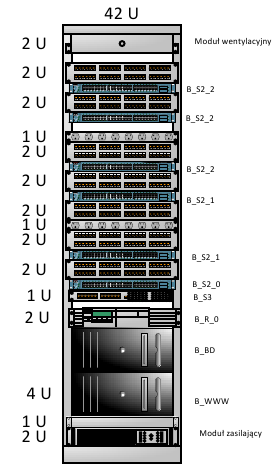 42 U
2 U Moduł wentylacyjny
2 U
B_S2_2
2 U
B_S2_2
1 U
2 U
B_S2_2
2 U
B_S2_1
2 U
1 U
2 U
B_S2_1
2 U
B_S2_0
1 U B_S3
2 U B_R_0
B_BD
4 U B_WWW
1 U
2 U Moduł zasilający